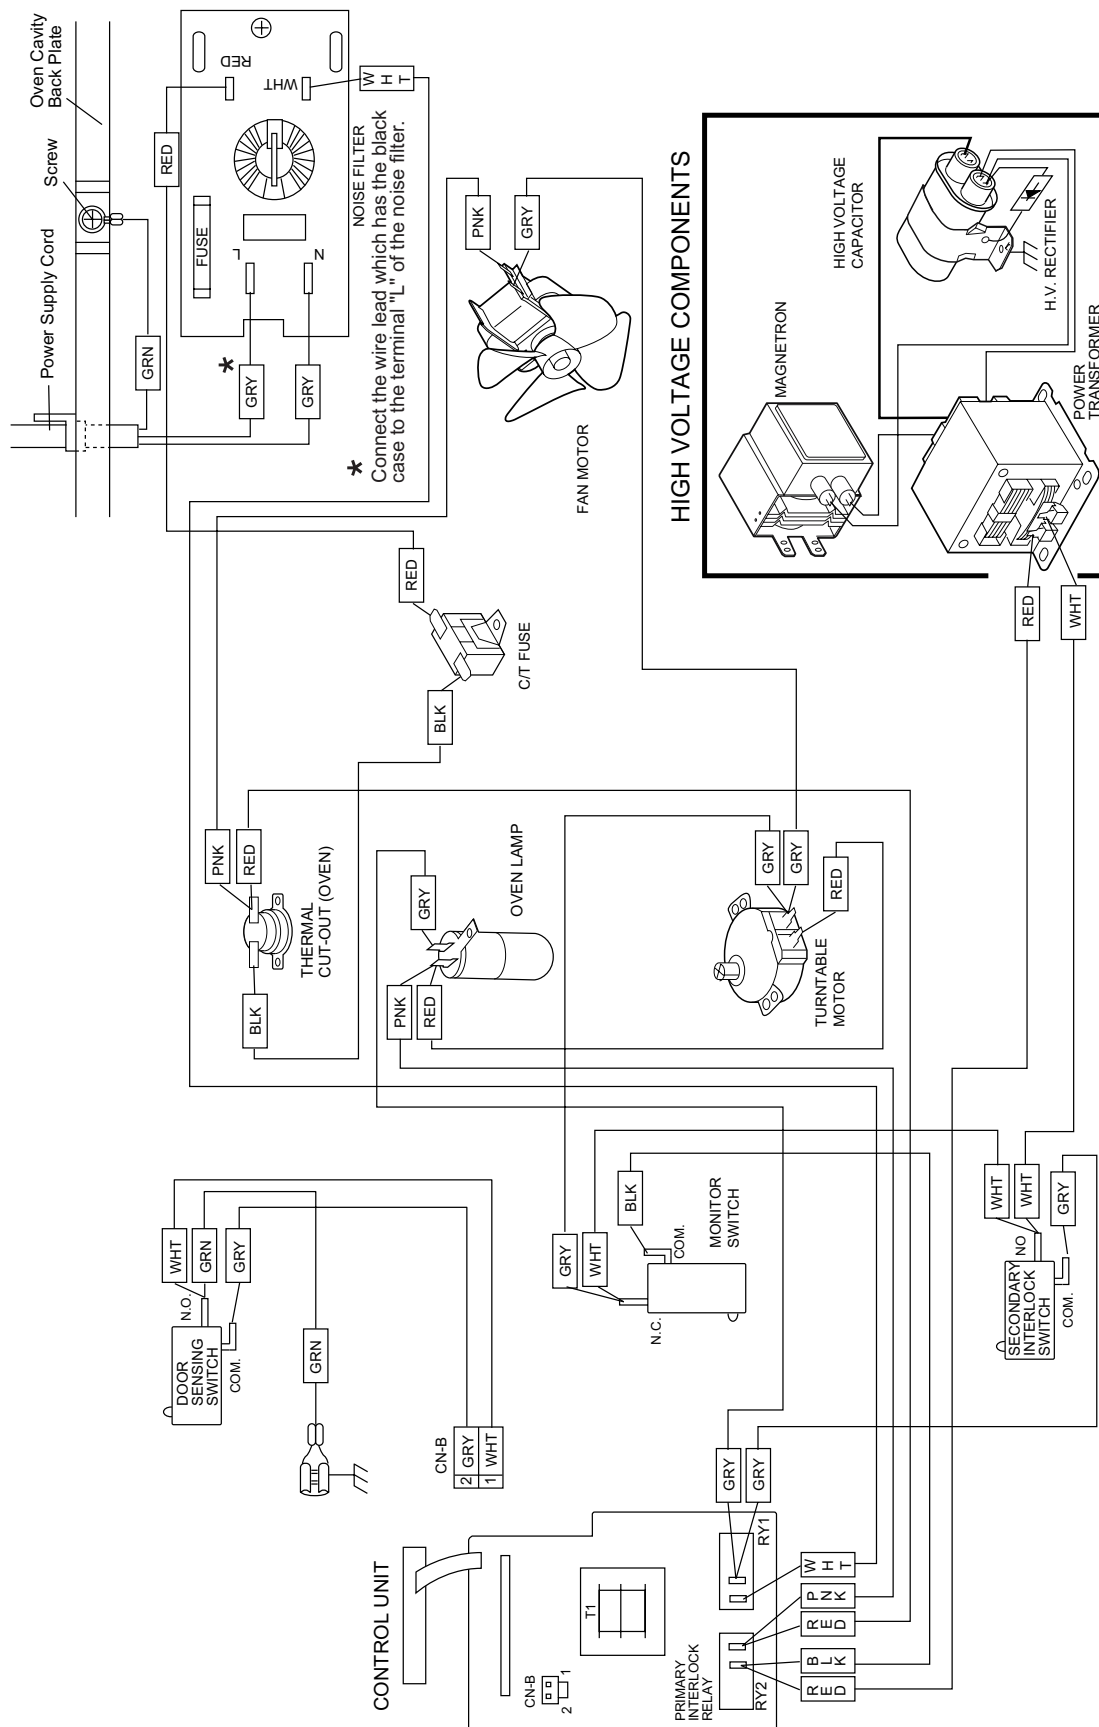 Power Supply Cord
Screw
Oven Cavity
Back Plate
GRN
RED
FUSE
RED
WHT
L
N
GRY
*
GRY
NOISE FILTER
W
H
T
*
Connect the wire lead which has the black
case to the terminal "L" of the noise filter.
PNK
GRY
FAN MOTOR
HIGH VOLTAGE COMPONENTS
MAGNETRON
HIGH VOLTAGE
CAPACITOR
H.V. RECTIFIER
POWER
TRANSFORMER
RED
WHT
RED
BLK
C/T FUSE
PNK
RED
BLK
THERMAL
CUT-OUT (OVEN)
GRY
PNK
RED
OVEN LAMP
GRY
GRY
RED
TURNTABLE
MOTOR
WHT
GRN
GRY
N.O.
COM.
DOOR
SENSING
SWITCH
GRN
CN-B
2 GRY
1 WHT
GRY
WHT
BLK
N.C.
COM.
MONITOR
SWITCH
WHT
WHT
GRY
NO
COM.
SECONDARY
INTERLOCK
SWITCH
CONTROL UNIT
CN-B
2 1
T1
PRIMARY
INTERLOCK
RELAY
RY2
RY1
GRY
GRY
W
H
T
P
N
K
R
E
D
B
L
K
R
E
D